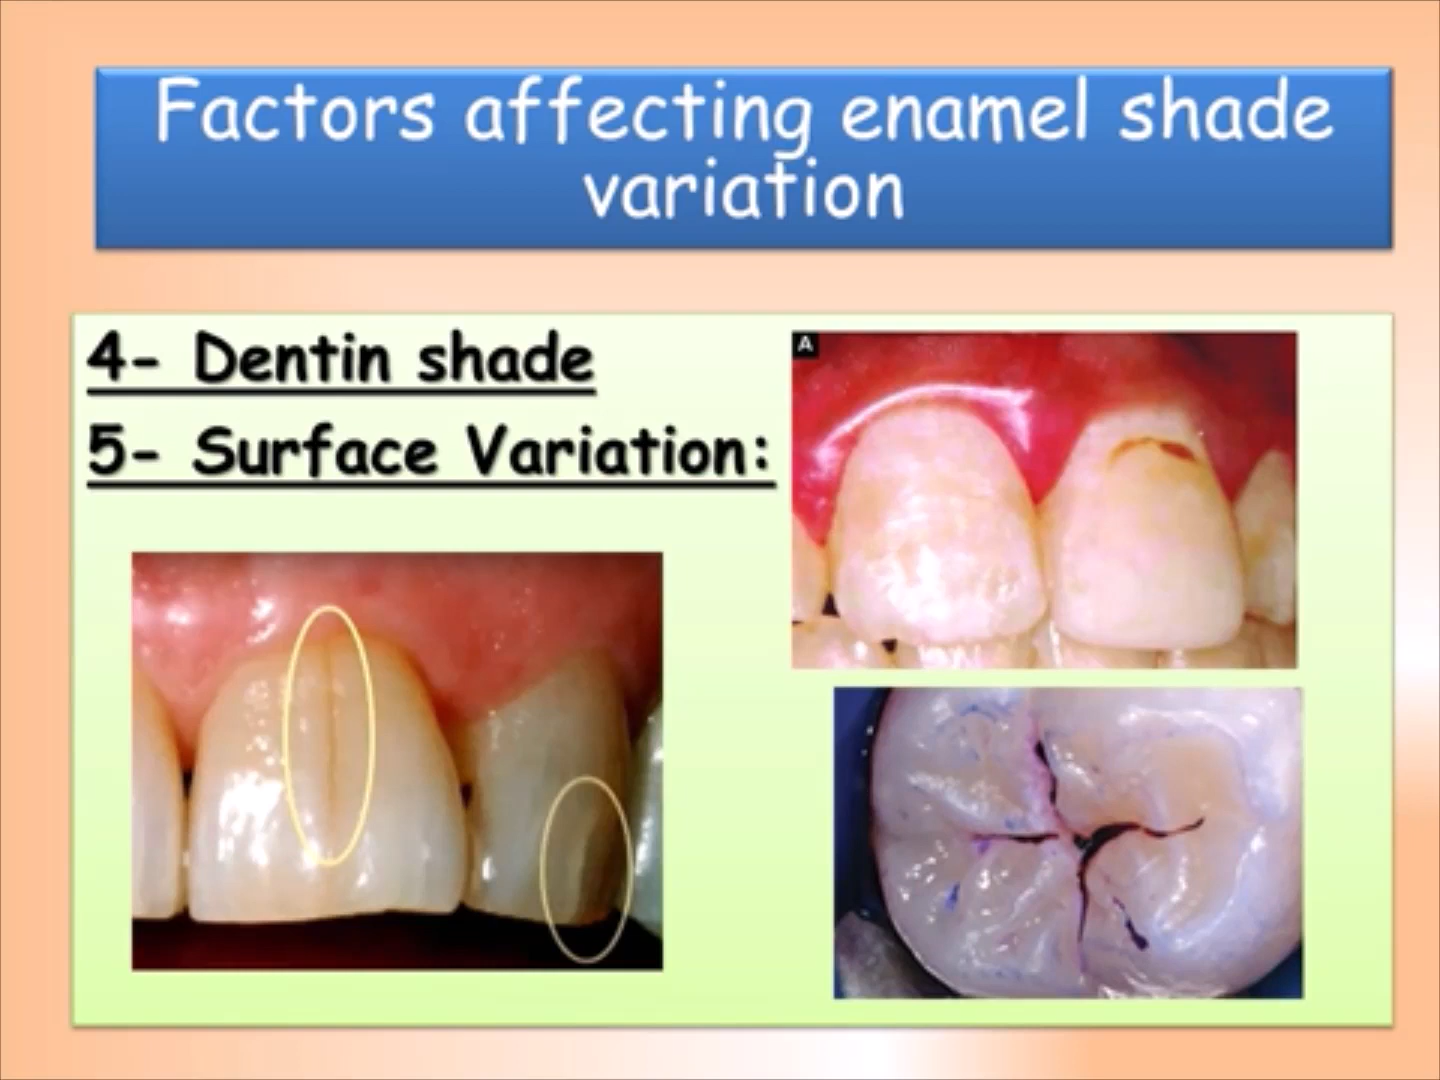 Factors affecting enamel shade
variation
4- Dentin shade
5- Surface Variation:
A